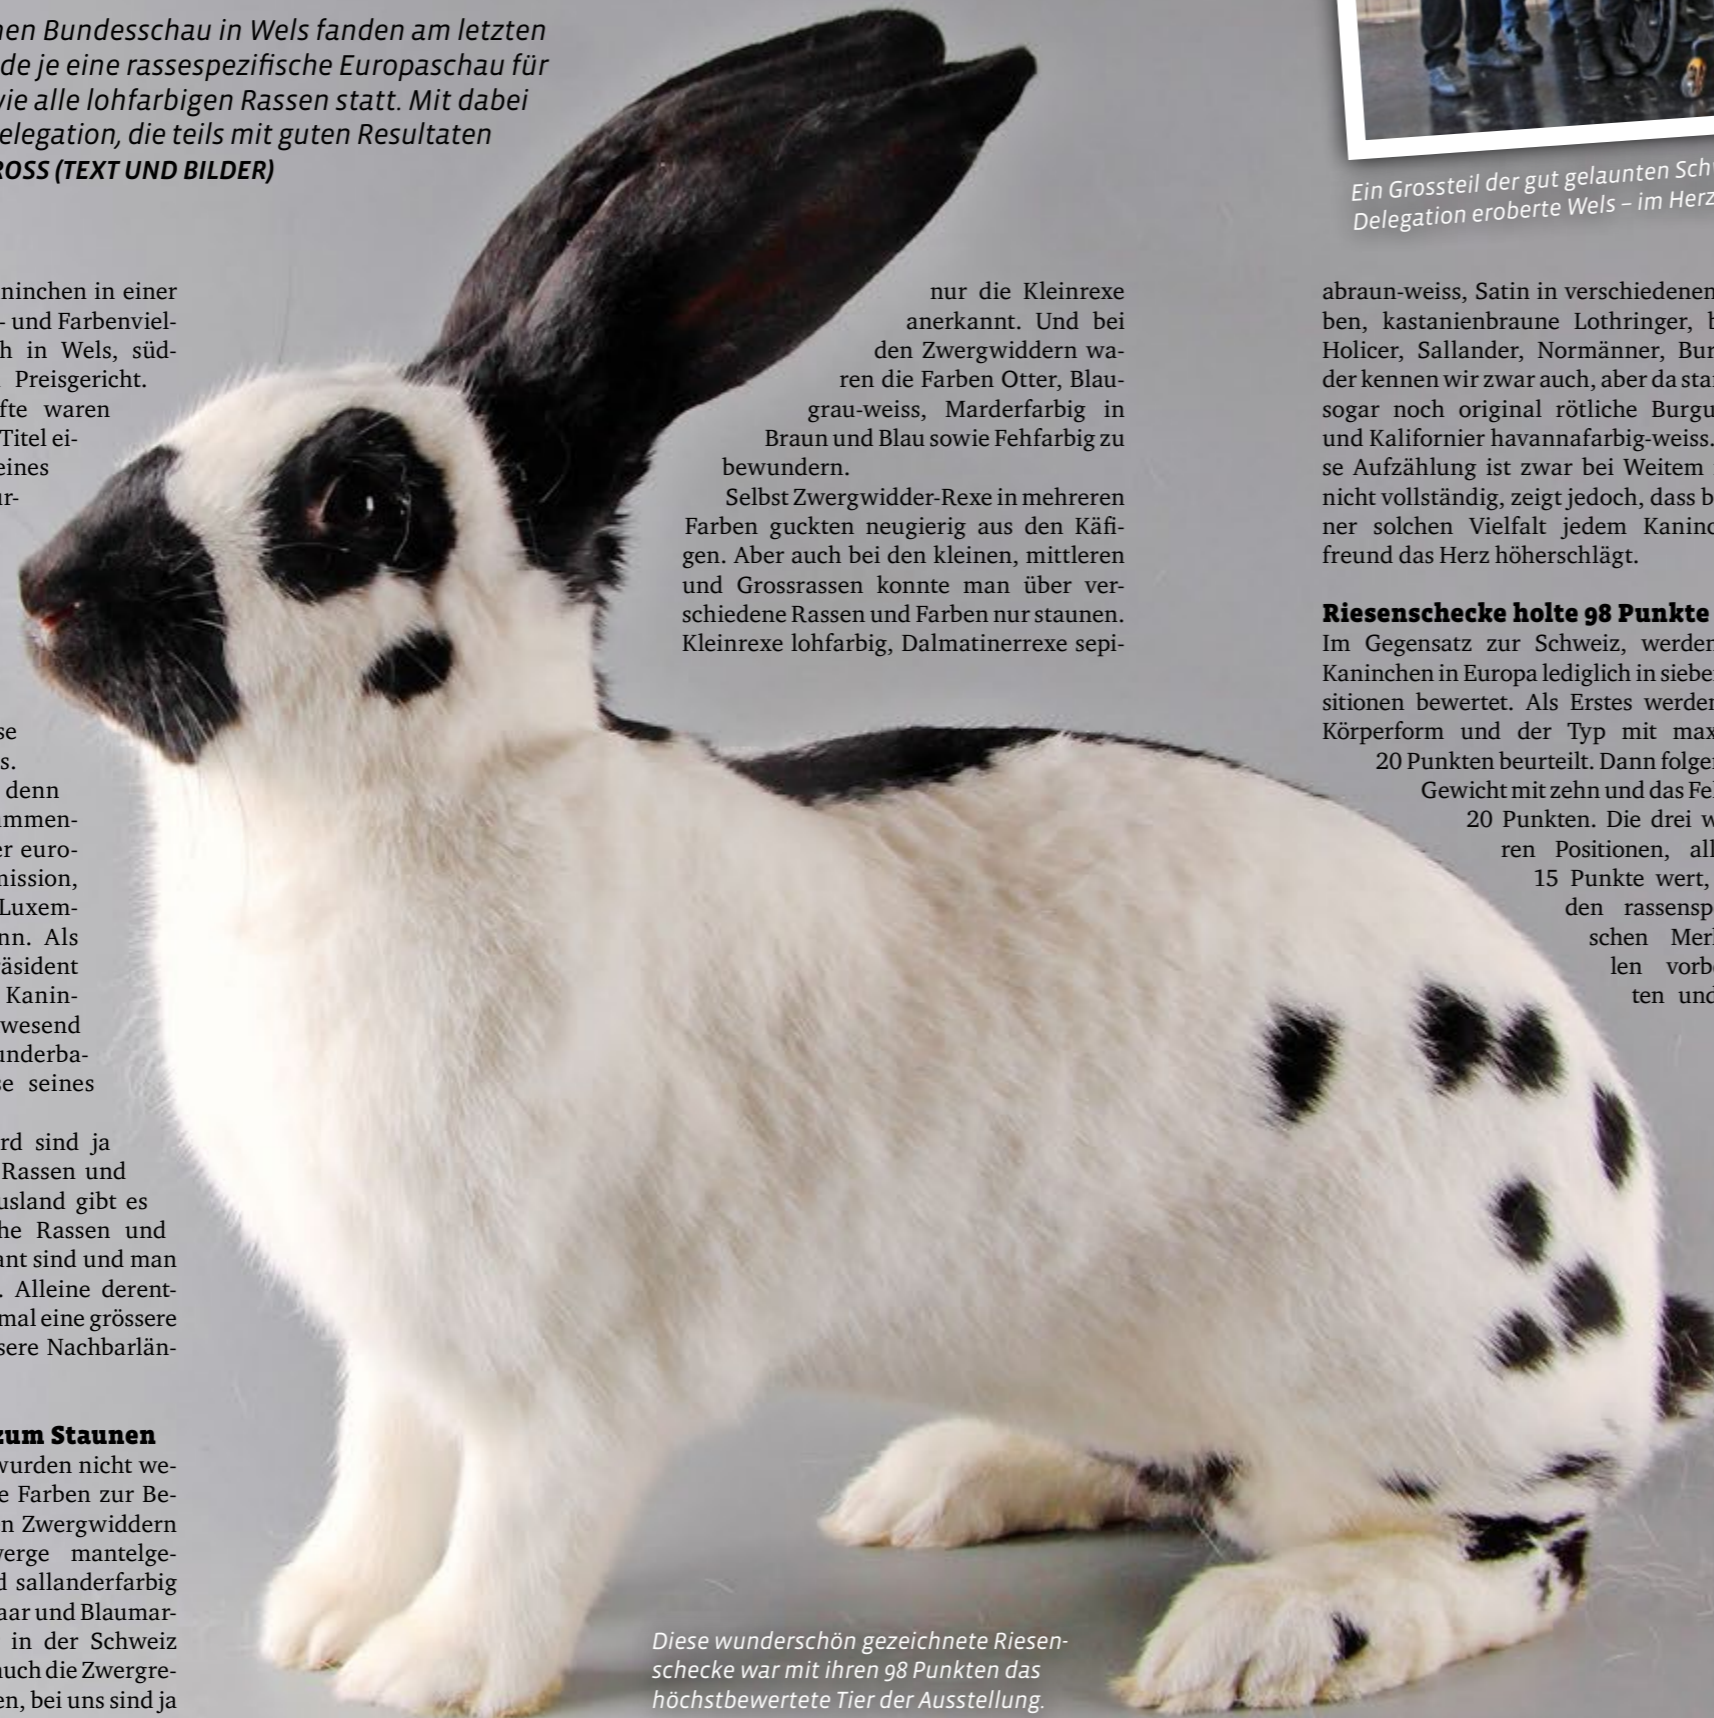 nen Bundesschau in Wels fanden am letzten
de je eine rassespezifische Europaschau für
vie alle lohfarbigen Rassen statt. Mit dabei
elegation, die teils mit guten Resultaten
ROSS (TEXT UND BILDER)
ninchen in einer
- und Farbenviel-
h in Wels, süd-
Preisgericht.
fte waren
Titel ei-
eines
ur-
se
s.
denn
ammen-
er euro-
mission,
Luxem-
nn. Als
räsident
Kanin-
wesend
underba-
se seines
rd sind ja
Rassen und
usland gibt es
he Rassen und
ant sind und man
. Alleine derent-
mal eine grössere
sere Nachbarlän-
zum Staunen
wurden nicht we-
e Farben zur Be-
n Zwergwiddern
verge mantelge-
d sallanderfarbig
aar und Blaumar-
in der Schweiz
auch die Zwergre-
en, bei uns sind ja
nur die Kleinrexe
anerkannt. Und bei
den Zwergwiddern wa-
ren die Farben Otter, Blau-
grau-weiss, Marderfarbig in
Braun und Blau sowie Fehfarbig zu
bewundern.
Selbst Zwergwidder-Rexe in mehreren
Farben guckten neugierig aus den Käfi-
gen. Aber auch bei den kleinen, mittleren
und Grossrassen konnte man über ver-
schiedene Rassen und Farben nur staunen.
Kleinrexe lohfarbig, Dalmatinerrexe sepi-
Ein Grossteil der gut gelaunten Schw
Delegation eroberte Wels – im Herz
abraun-weiss, Satin in verschiedenen
ben, kastanienbraune Lothringer, b
Holicer, Sallander, Normänner, Bur
der kennen wir zwar auch, aber da sta
sogar noch original rötliche Burgu
und Kalifornier havannafarbig-weiss.
se Aufzählung ist zwar bei Weitem
nicht vollständig, zeigt jedoch, dass b
ner solchen Vielfalt jedem Kaninc
freund das Herz höherschlägt.
Riesenschecke holte 98 Punkte
Im Gegensatz zur Schweiz, werden
Kaninchen in Europa lediglich in siebe
sitionen bewertet. Als Erstes werden
Körperform und der Typ mit max
20 Punkten beurteilt. Dann folgen
Gewicht mit zehn und das Fel
20 Punkten. Die drei w
ren Positionen, all
15 Punkte wert,
den rassensp
schen Mer
len vorb
ten und
Diese wunderschön gezeichnete Riesen-
schecke war mit ihren 98 Punkten das
höchstbewertete Tier der Ausstellung.